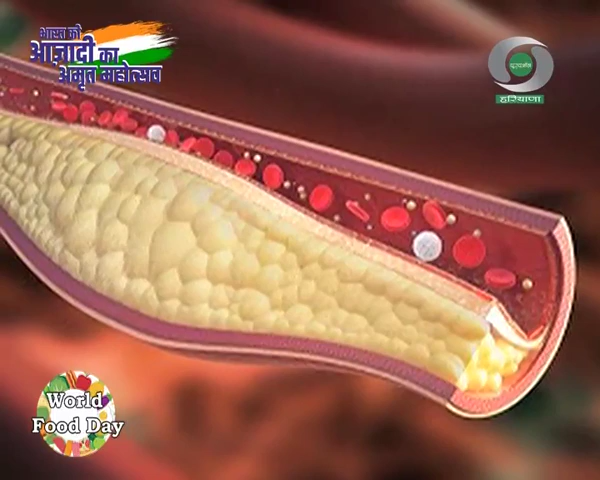 भारत की
आज़ादी का
अमृत महोत्सव
दूरदर्शन
हरियाणा
World
Food Day